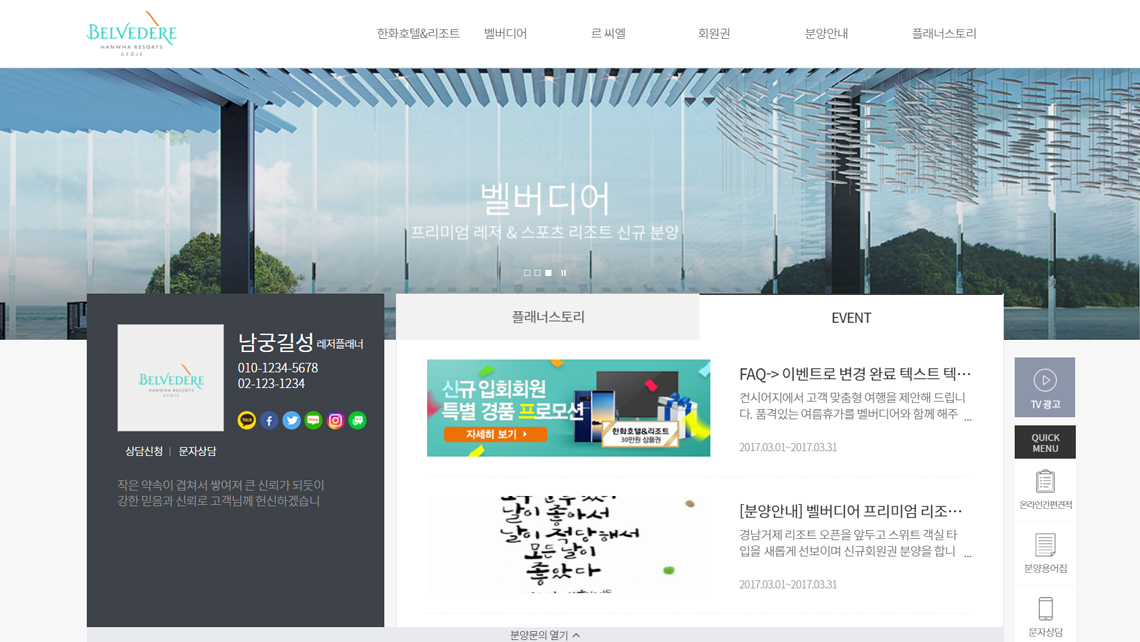 BELVEDERE
HANWHA RESORTS
GEOJE
한화호텔&리조트
벨버디어
르 씨엘
회원권
분양안내
플래너스토리
벨버디어
프리미엄 레저 & 스포츠 리조트 신규 분양
BELVEDERE
HANWHA RESORTS
GEOJE
남궁길성 레저플래너
010-1234-5678
02-123-1234
TALK
상담신청 | 문자상담
작은 약속이 겹쳐서 쌓여져 큰 신뢰가 되듯이
강한 믿음과 신뢰로 고객님께 헌신하겠습니
플래너스토리
EVENT
신규 입회회원
특별 경품 프로모션
자세히 보기
한화호텔&리조트
30만원 상품권
FAQ-> 이벤트로 변경 완료 텍스트 텍…
컨시어지에서 고객 맞춤형 여행을 제안해 드립니
다. 품격있는 여름휴가를 벨버디어와 함께 해주 ...
2017.03.01~2017.03.31
날이 좋아서
날이 적당해서
모든 날이
좋았다
[분양안내] 벨버디어 프리미엄 리조…
경남거제 리조트 오픈을 앞두고 스위트 객실 타
입을 새롭게 선보이며 신규회원권 분양을 합니 ...
2017.03.01~2017.03.31
TV 광고
QUICK
MENU
온라인간편견적
분양용어집
문자상담
분양문의 열기